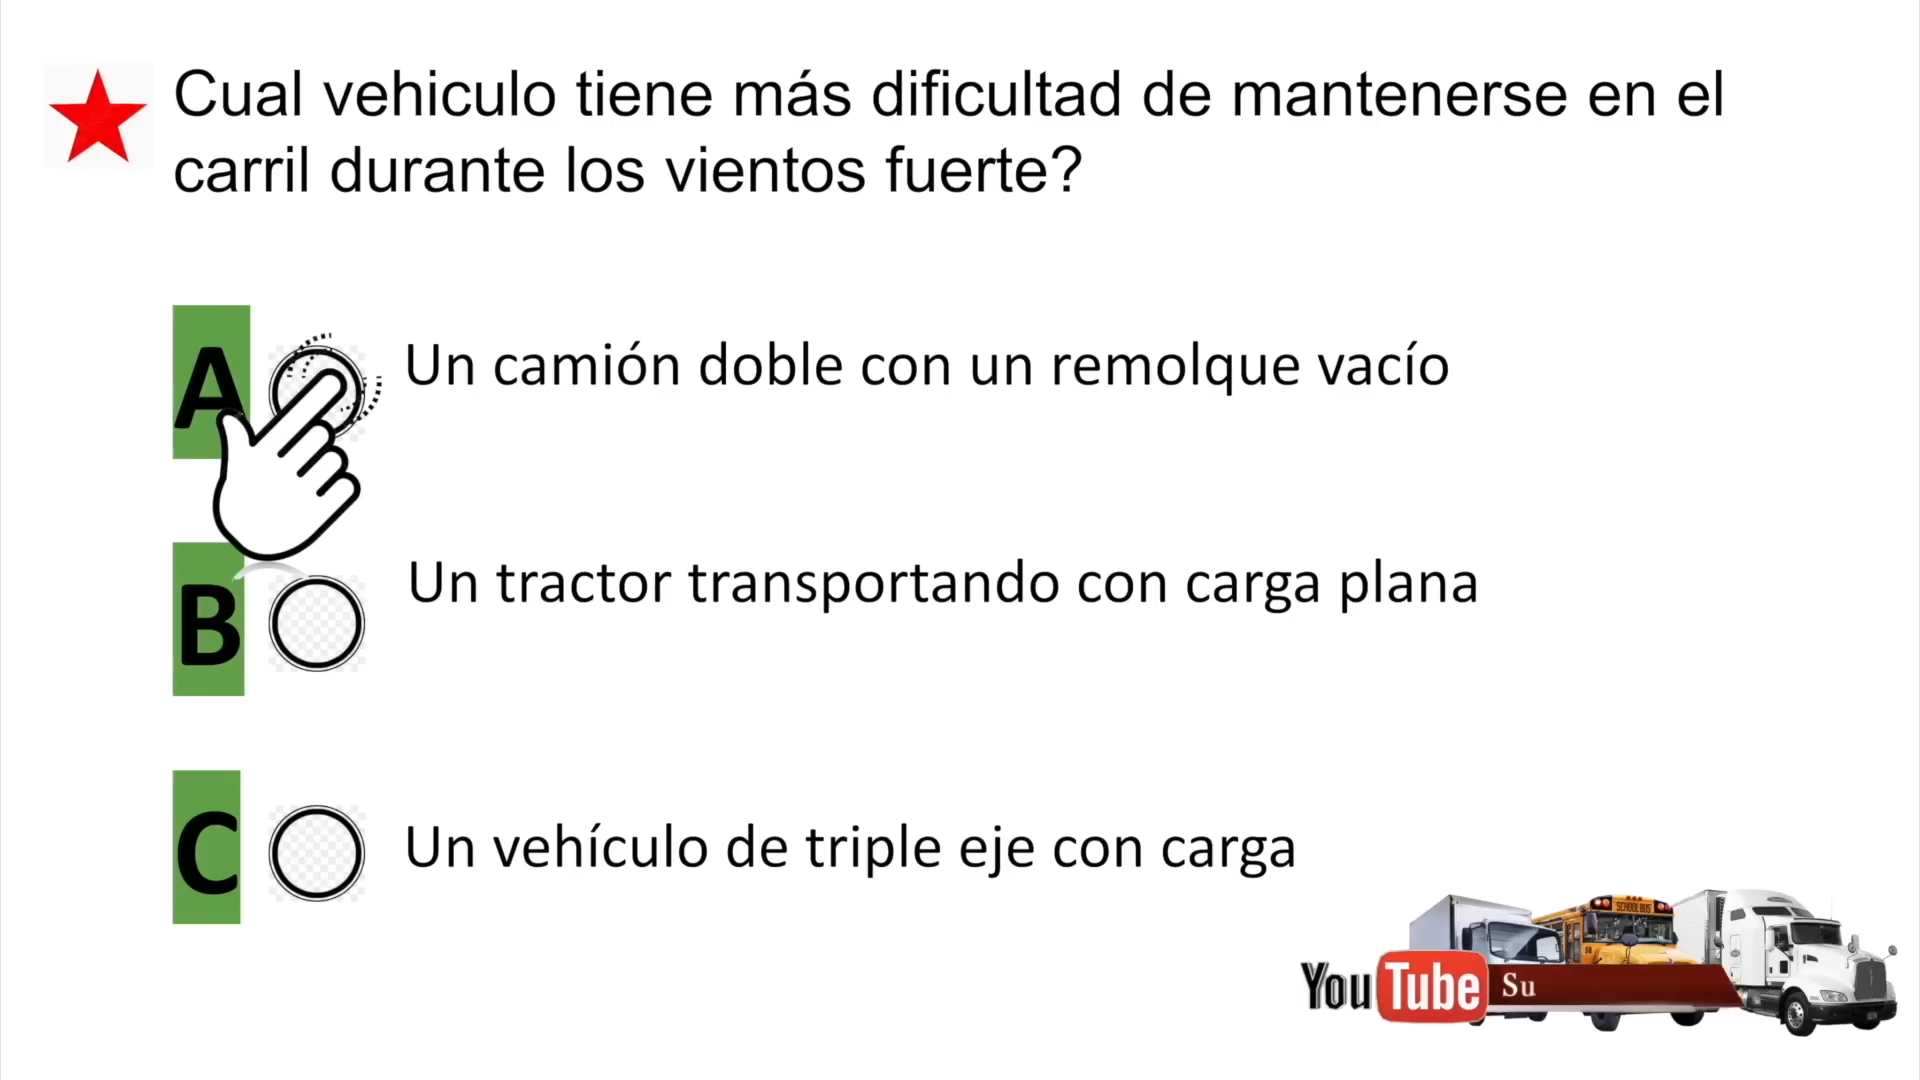 Cual vehiculo tiene más dificultad de mantenerse en el
carril durante los vientos fuerte?
A
Un camión doble con un remolque vacío
B
Un tractor transportando con carga plana
C
Un vehículo de triple eje con carga
SCHOOL BUS
YouTube
Su